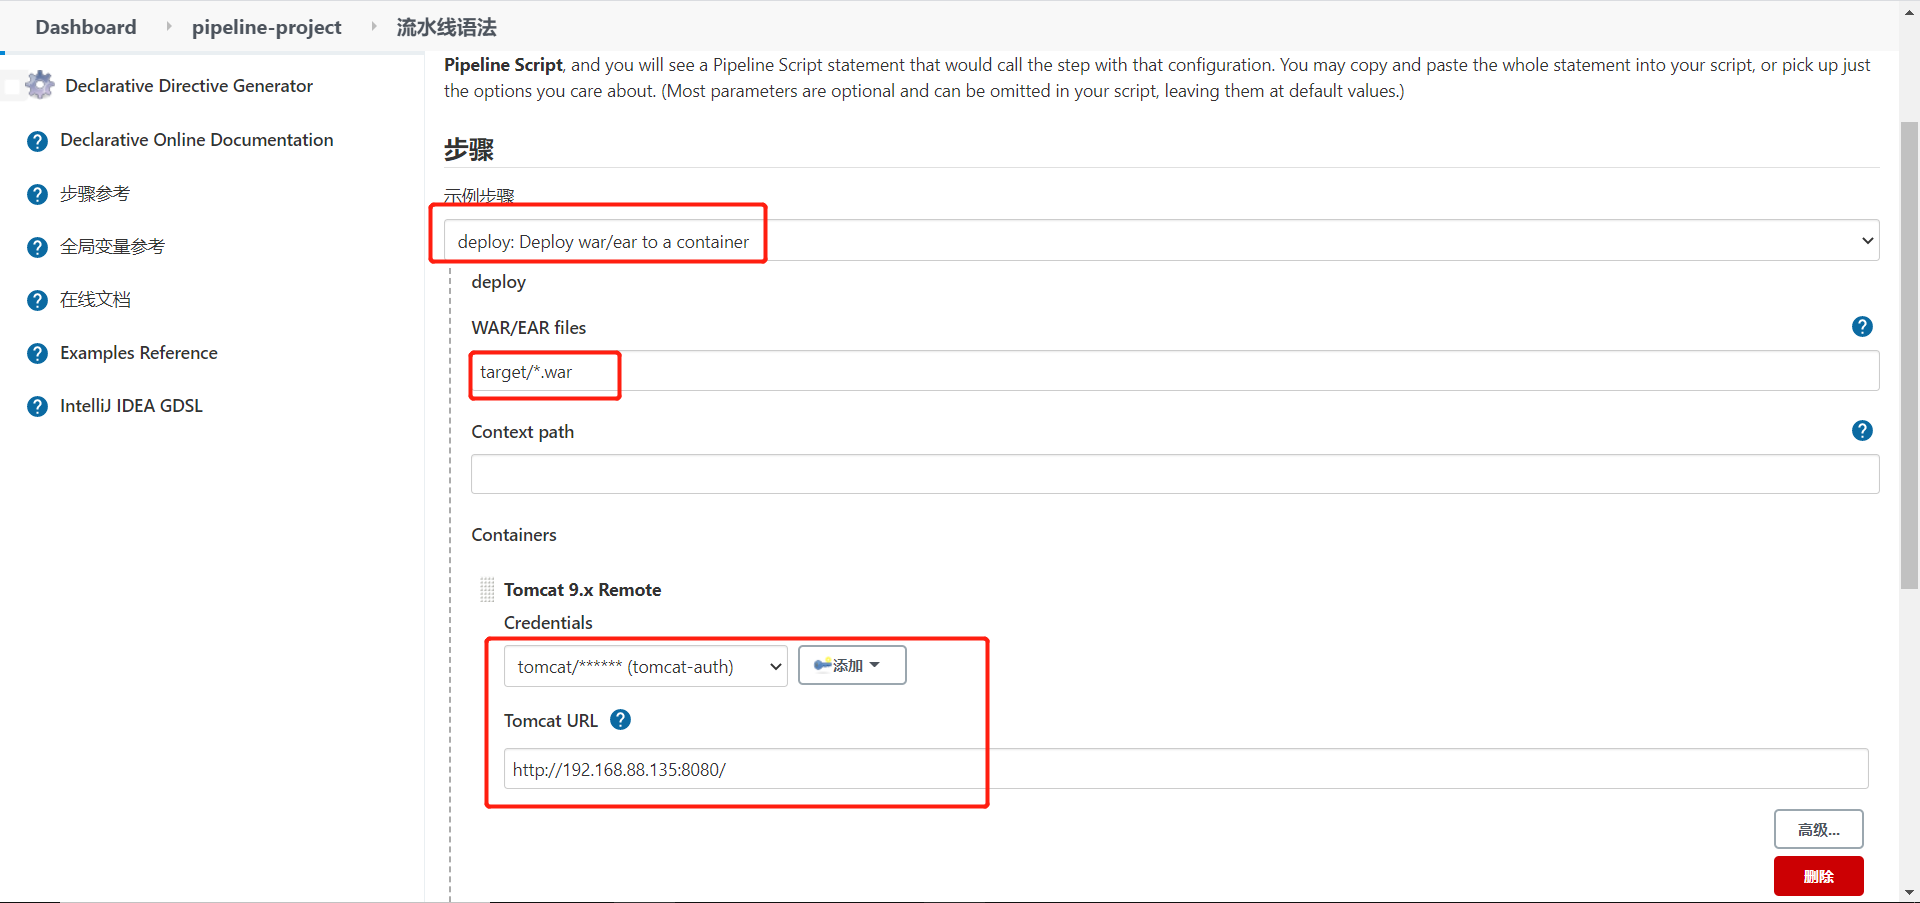 Dashboard
pipeline-project
流水线语法
Declarative Directive Generator
Declarative Online Documentation
步骤参考
全局变量参考
在线文档
Examples Reference
IntelliJ IDEA GDSL
Pipeline Script, and you will see a Pipeline Script statement that would call the step with that configuration. You may copy and paste the whole statement into your script, or pick up just
the options you care about. (Most parameters are optional and can be omitted in your script, leaving them at default values.)
步骤
示例步骤
deploy: Deploy war/ear to a container
deploy
WAR/EAR files
target/*.war
Context path
Containers
Tomcat 9.x Remote
Credentials
tomcat/****** (tomcat-auth)
添加
Tomcat URL
http://192.168.88.135:8080/
高级...
删除